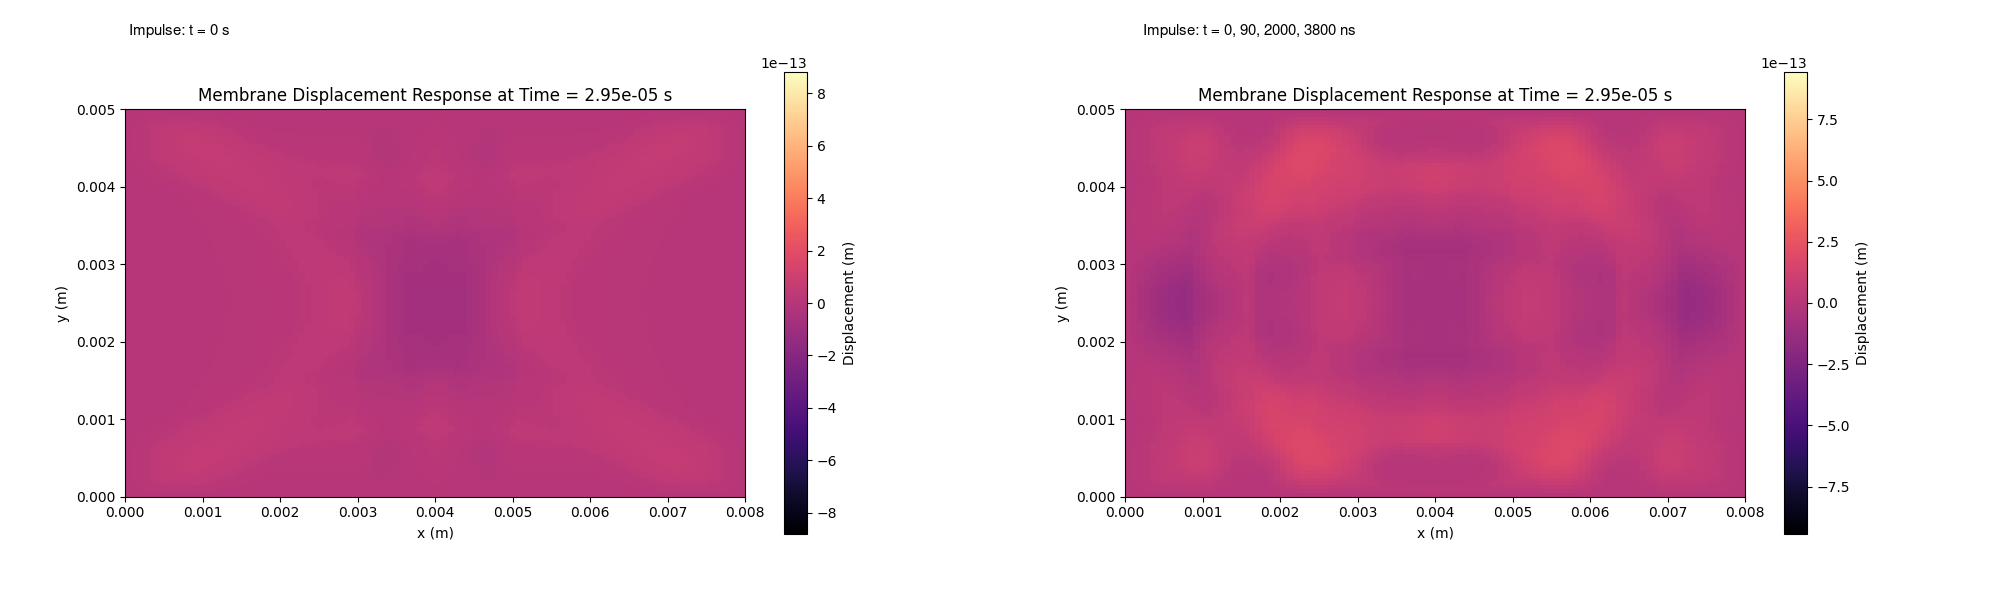 Impulse: t = 0 s
1e−13
Membrane Displacement Response at Time = 2.95e-05 s
0.005
0.004
0.003
0.002
0.001
0.000
y (m)
0.000 0.001 0.002 0.003 0.004 0.005 0.006 0.007 0.008
x (m)
8
6
4
2
0
−2
−4
−6
−8
Displacement (m)
Impulse: t = 0, 90, 2000, 3800 ns
1e−13
Membrane Displacement Response at Time = 2.95e-05 s
0.005
0.004
0.003
0.002
0.001
0.000
y (m)
0.000 0.001 0.002 0.003 0.004 0.005 0.006 0.007 0.008
x (m)
7.5
5.0
2.5
0.0
−2.5
−5.0
−7.5
Displacement (m)